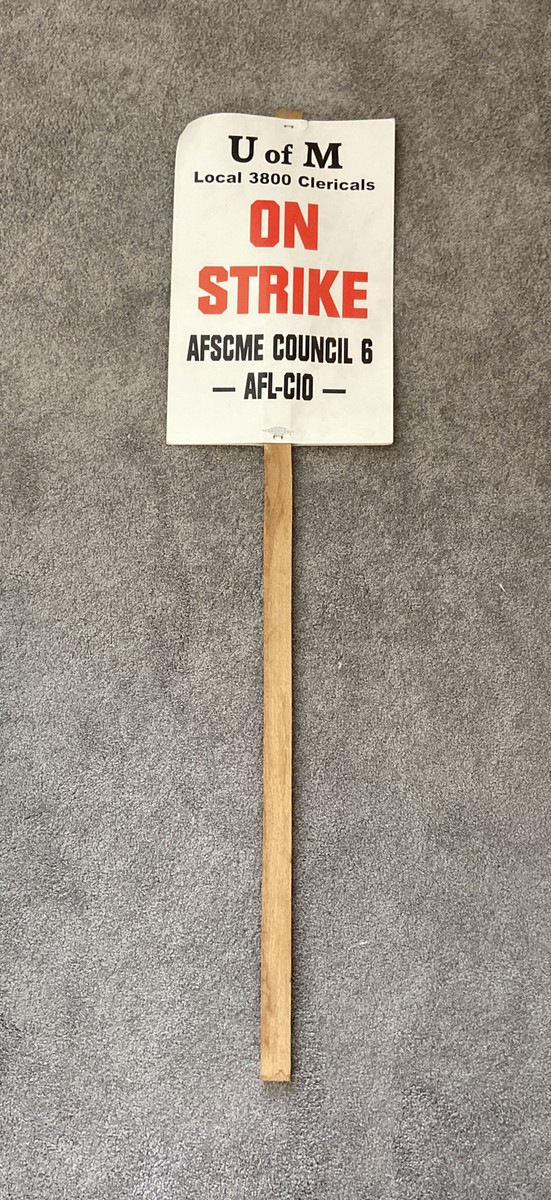 U of M
Local 3800 Clericals
ON
STRIKE
AFSCME COUNCIL 6
— AFL-CIO —